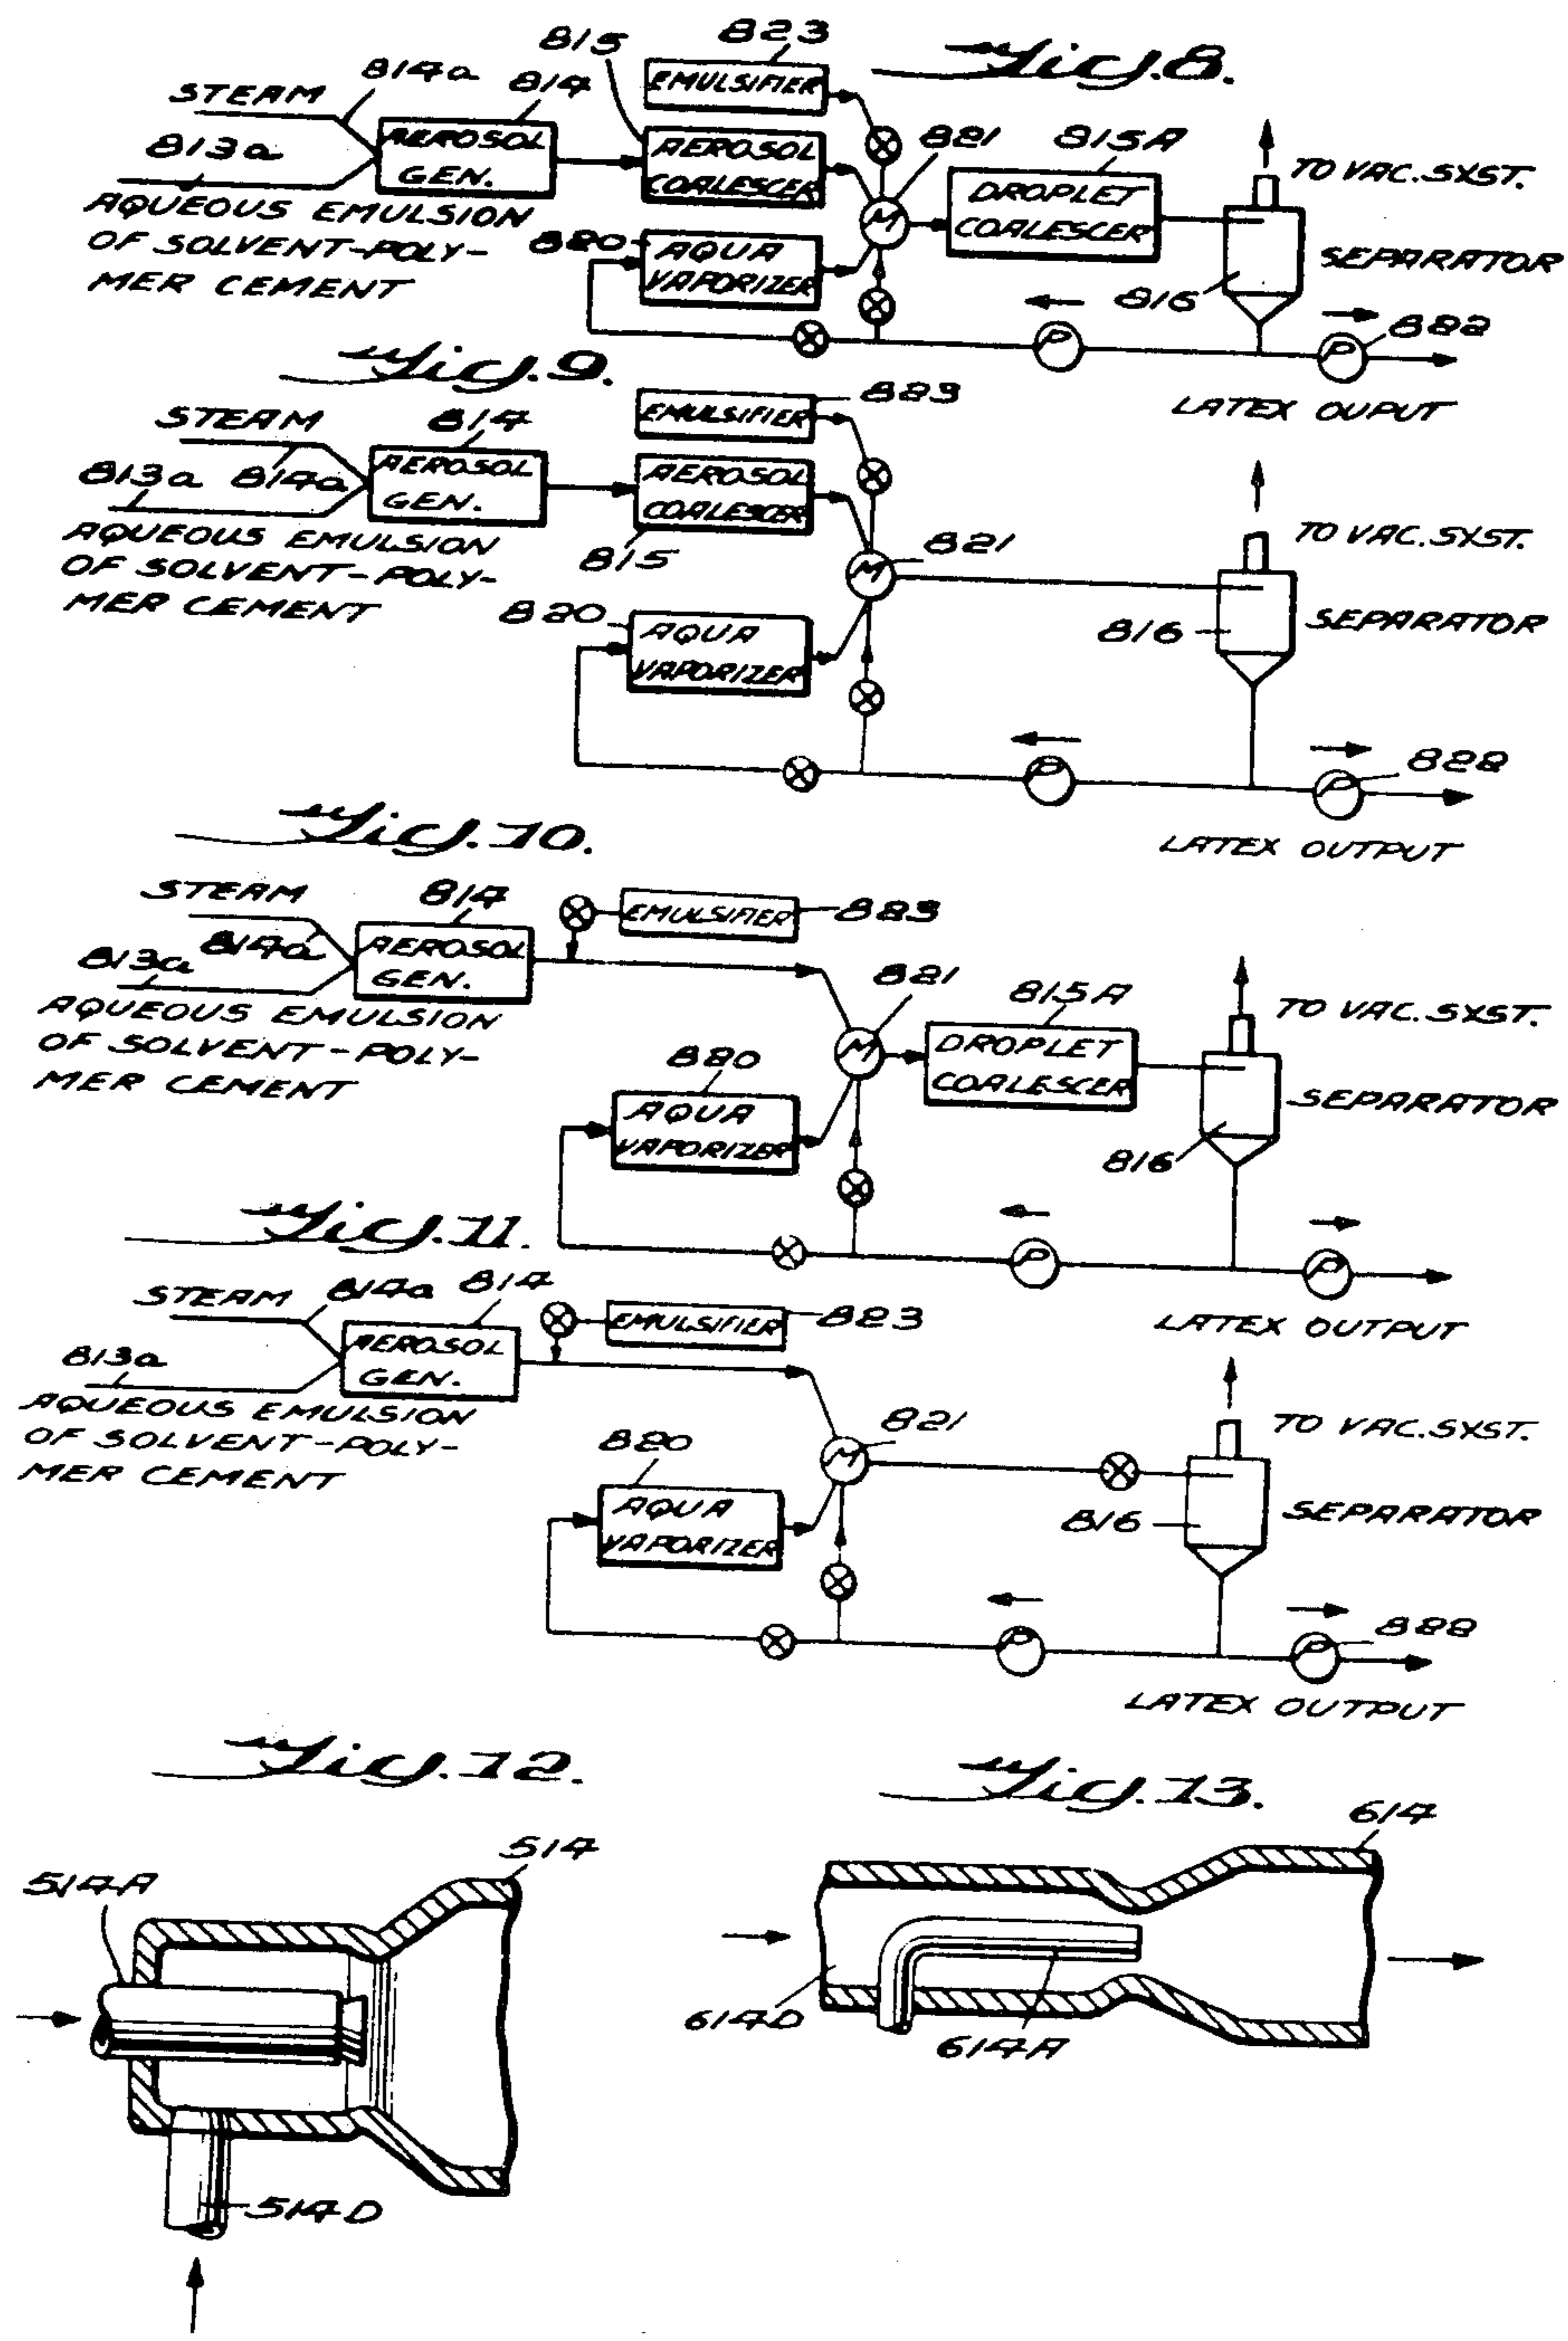 Fig. 8.
815
823
814a
814
STEAM
EMULSIFIER
813a
AEROSOL
GEN.
AEROSOL
COALESCER
821
815A
DROPLET
COALESCER
TO VAC. SYST.
AQUEOUS EMULSION
OF SOLVENT-POLY-
MER CEMENT
820
AQUA
VAPORIZER
M
816
SEPARATOR
P
P
822
LATEX OUPUT
Fig. 9.
STEAM
814
EMULSIFIER
823
813a
814a
AEROSOL
GEN.
AEROSOL
COALESCER
815
AQUEOUS EMULSION
OF SOLVENT-POLY-
MER CEMENT
821
M
TO VAC. SYST.
820
AQUA
VAPORIZER
816
SEPARATOR
P
P
822
LATEX OUTPUT
Fig. 10.
STEAM
814
EMULSIFIER
823
813a
814a
AEROSOL
GEN.
AQUEOUS EMULSION
OF SOLVENT-POLY-
MER CEMENT
821
M
815A
DROPLET
COALESCER
TO VAC. SYST.
820
AQUA
VAPORIZER
816
SEPARATOR
P
P
LATEX OUTPUT
Fig. 11.
STEAM
814a
814
EMULSIFIER
823
813a
AEROSOL
GEN.
AQUEOUS EMULSION
OF SOLVENT-POLY-
MER CEMENT
821
M
TO VAC. SYST.
820
AQUA
VAPORIZER
816
SEPARATOR
P
P
822
LATEX OUTPUT
Fig. 12.
514
514A
514D
Fig. 13.
614
614D
614A